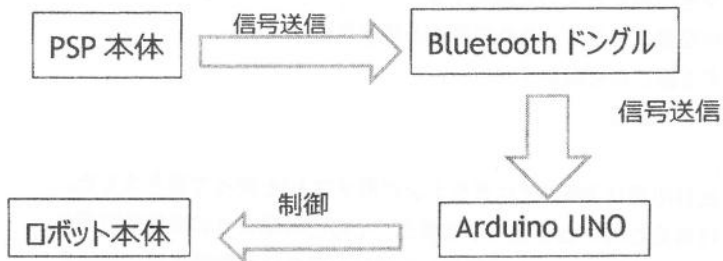 信号送信
PSP 本体
Bluetooth ドングル
信号送信
制御
Arduino UNO
ロボット本体